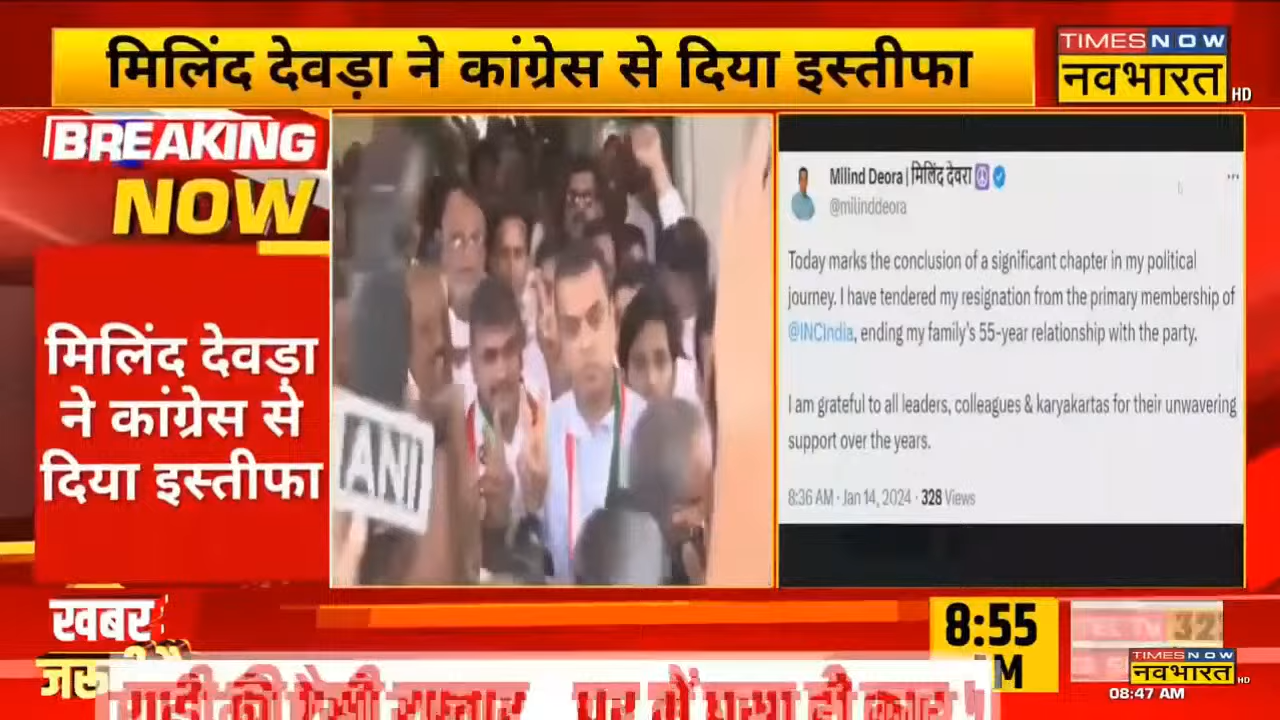 मिलिंद देवड़ा ने कांग्रेस से दिया इस्तीफा
TIMES NOW
नवभारत
HD
BREAKING
NOW
मिलिंद देवड़ा
ने कांग्रेस से
दिया इस्तीफा
ANI
Milind Deora | मिलिंद देवरा
@milinddeora
Today marks the conclusion of a significant chapter in my political
journey. I have tendered my resignation from the primary membership of
@INCIndia, ending my family's 55-year relationship with the party.
I am grateful to all leaders, colleagues & karyakartas for their unwavering
support over the years.
8:36 AM · Jan 14, 2024 · 328 Views
खबर
8:55
TIMES NOW
नवभारत
HD
08:47 AM